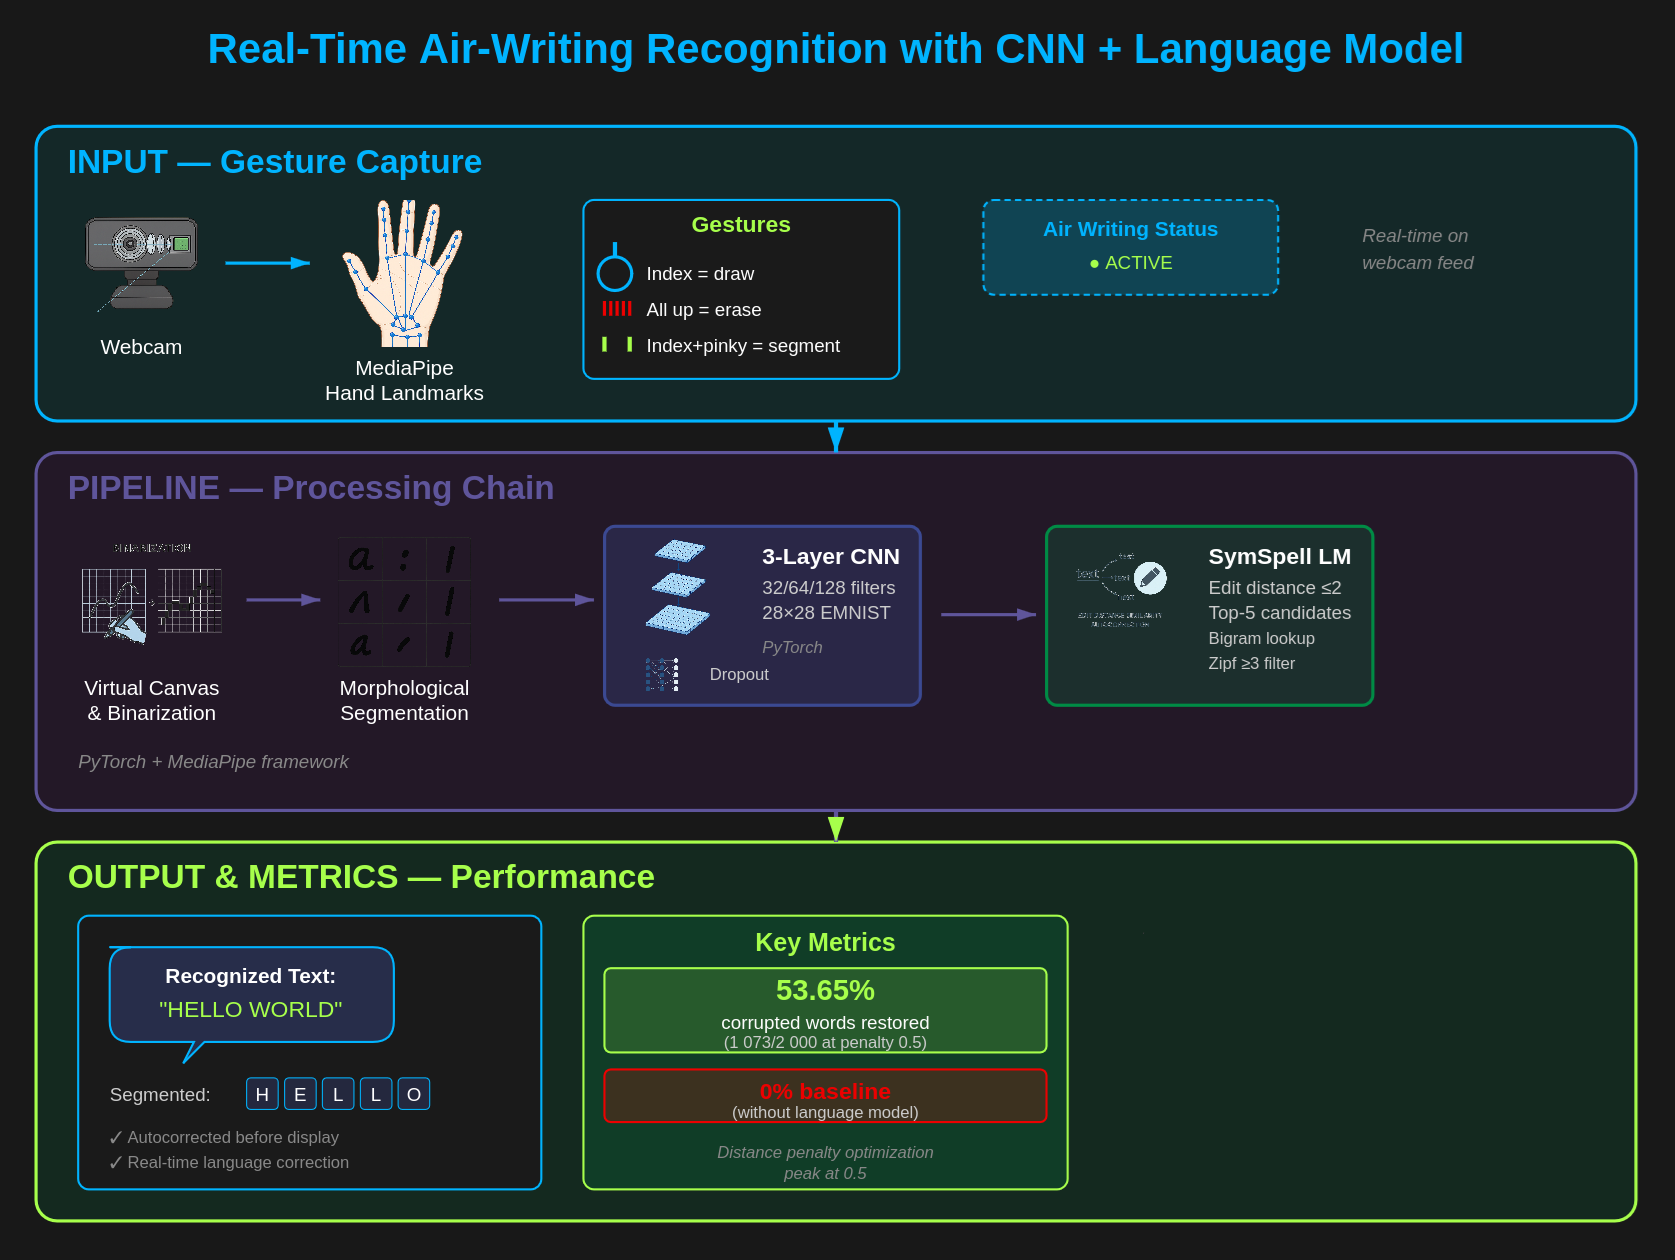 Real-Time Air-Writing Recognition with CNN + Language Model
INPUT — Gesture Capture
Webcam
MediaPipe
Hand Landmarks
Gestures
Index = draw
All up = erase
Index+pinky = segment
Air Writing Status
● ACTIVE
Real-time on
webcam feed
PIPELINE — Processing Chain
Virtual Canvas
& Binarization
Morphological
Segmentation
PyTorch + MediaPipe framework
3-Layer CNN
32/64/128 filters
28×28 EMNIST
PyTorch
Dropout
text
SymSpell LM
Edit distance ≤2
Top-5 candidates
Bigram lookup
Zipf ≥3 filter
OUTPUT & METRICS — Performance
Recognized Text:
"HELLO WORLD"
Segmented: H E L L O
✓ Autocorrected before display
✓ Real-time language correction
Key Metrics
53.65%
corrupted words restored
(1 073/2 000 at penalty 0.5)
0% baseline
(without language model)
Distance penalty optimization
peak at 0.5